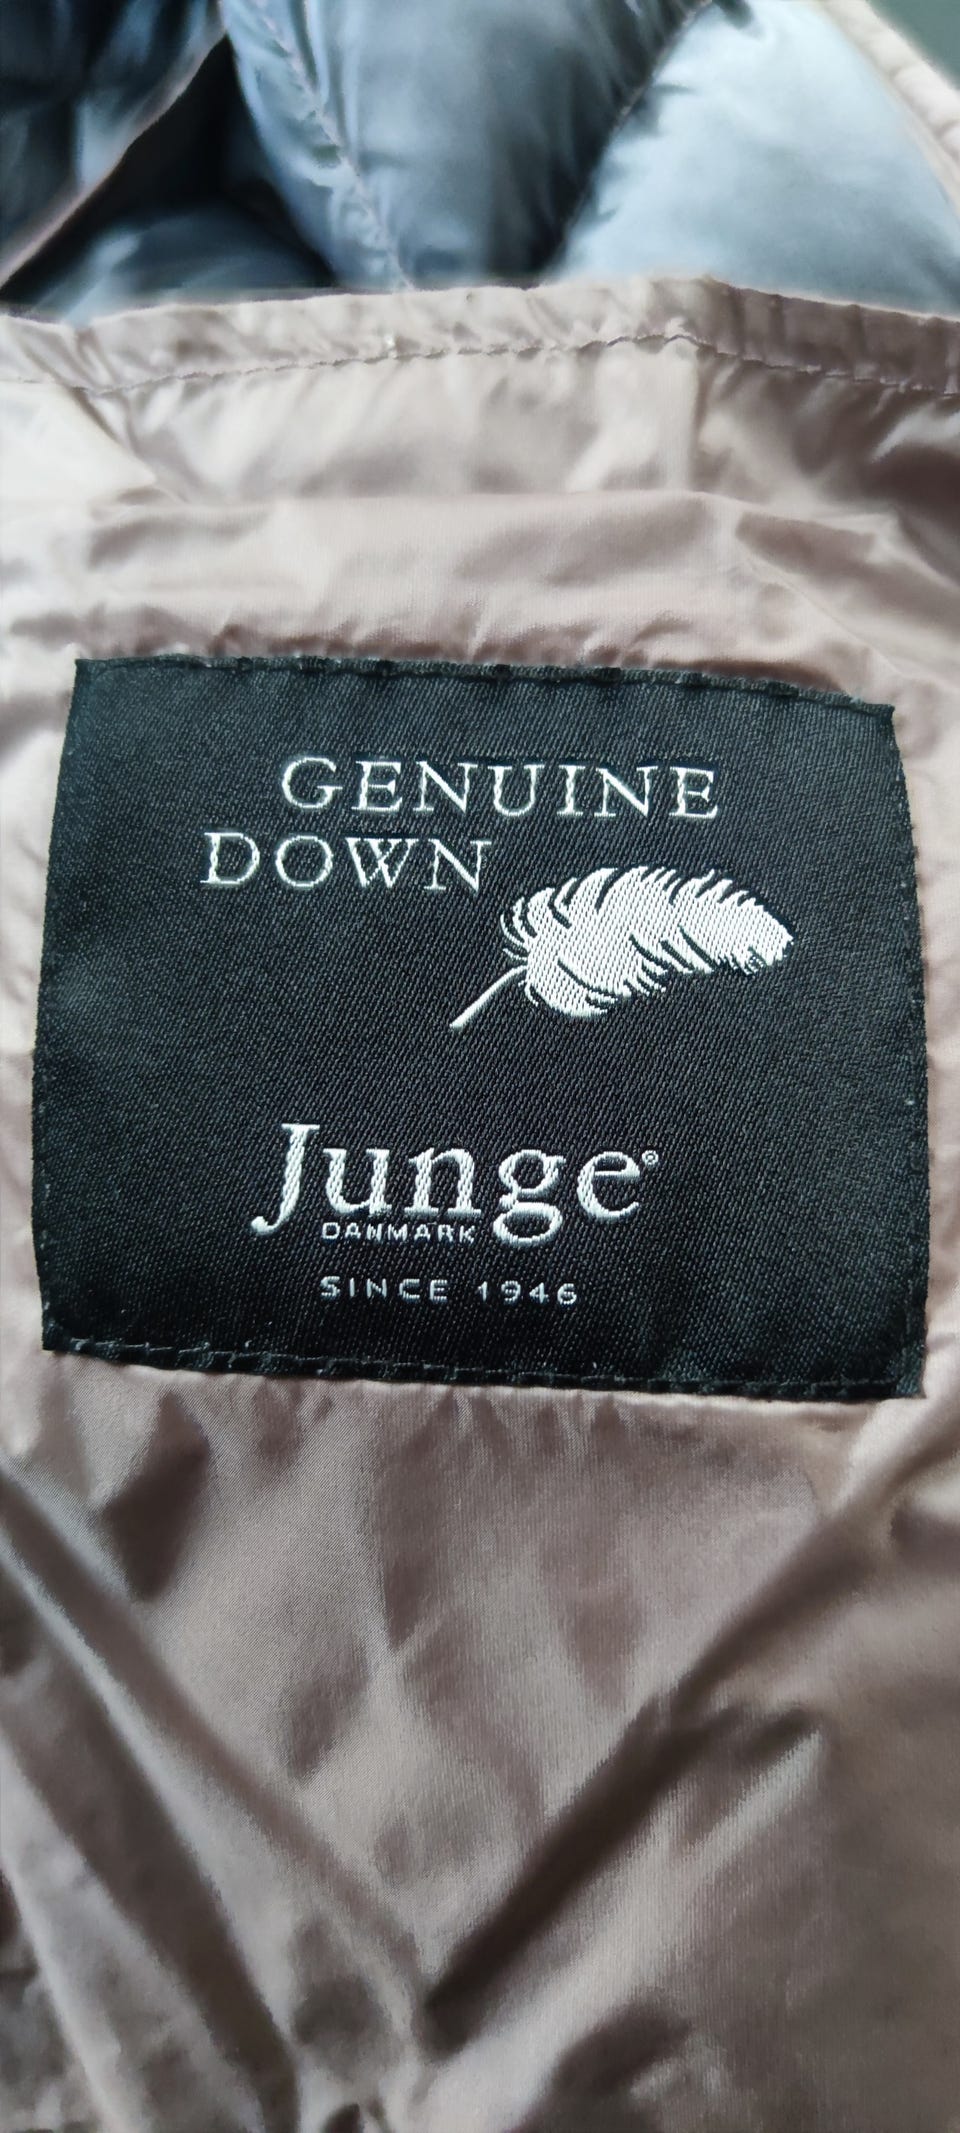 GENUINE
DOWN
Junge®
DANMARK
SINCE 1946